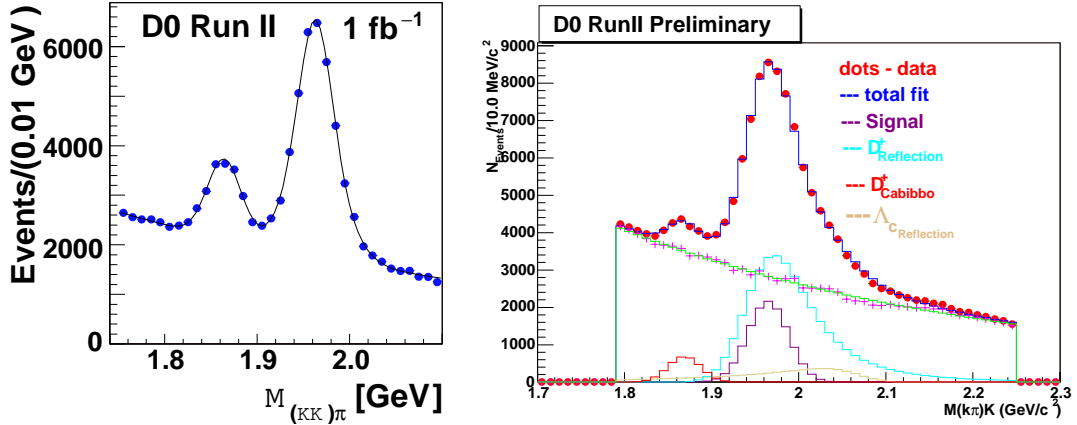 D0 Run II 1 fb⁻¹
Events/(0.01 GeV)
6000
4000
2000
0
1.8 1.9 2.0
M(KK)π [GeV]
D0 RunII Preliminary
NEvents/10.0 MeV/c²
9000
8000
7000
6000
5000
4000
3000
2000
1000
0
dots - data
--- total fit
--- Signal
--- D⁺Reflection
--- D⁺Cabibbo
--- ΛcReflection
1.7 1.8 1.9 2 2.1 2.2 2.3
M(kπ)K (GeV/c²)